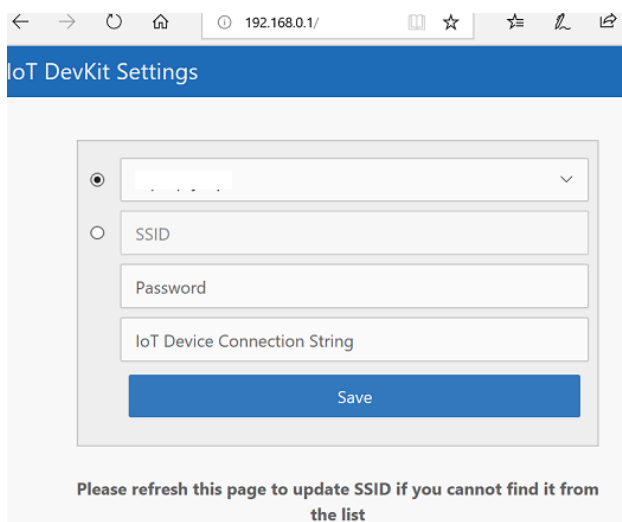 192.168.0.1/
IoT DevKit Settings
SSID
Password
IoT Device Connection String
Save
Please refresh this page to update SSID if you cannot find it from
the list